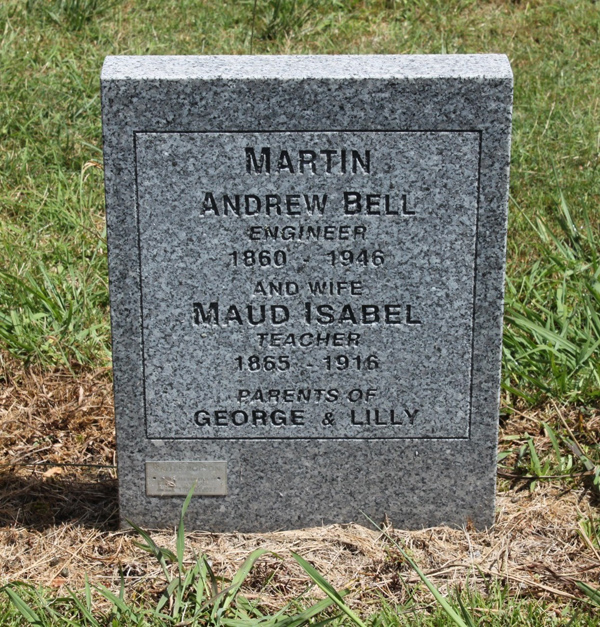 MARTIN
ANDREW BELL
ENGINEER
1860 - 1946
AND WIFE
MAUD ISABEL
TEACHER
1865 - 1916
PARENTS OF
GEORGE & LILLY